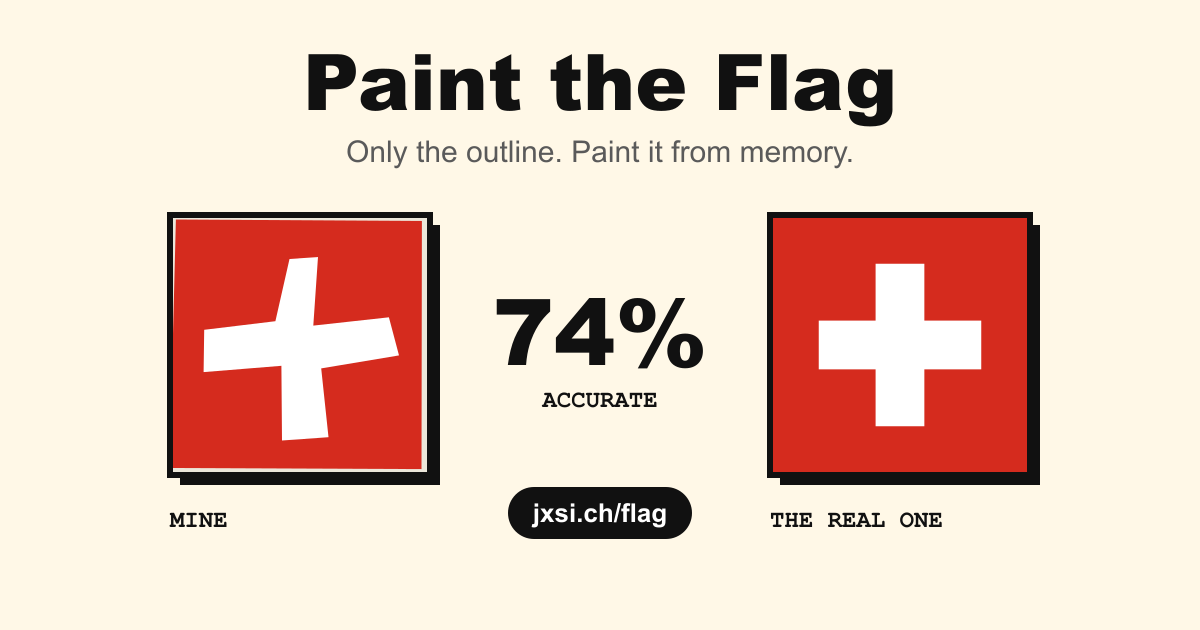 Paint the Flag
Only the outline. Paint it from memory.
74%
ACCURATE
jxsi.ch/flag
MINE
THE REAL ONE